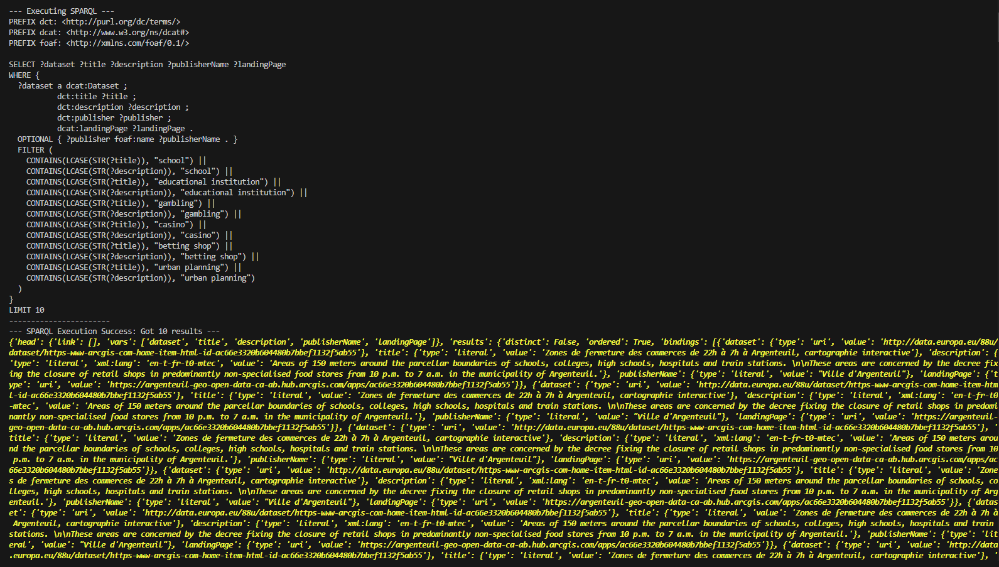 --- Executing SPARQL ---
PREFIX dct: <http://purl.org/dc/terms/>
PREFIX dcat: <http://www.w3.org/ns/dcat#>
PREFIX foaf: <http://xmlns.com/foaf/0.1/>
SELECT ?dataset ?title ?description ?publisherName ?landingPage
WHERE {
  ?dataset a dcat:Dataset ;
           dct:title ?title ;
           dct:description ?description ;
           dct:publisher ?publisher ;
           dcat:landingPage ?landingPage .
  OPTIONAL { ?publisher foaf:name ?publisherName . }
  FILTER (
    CONTAINS(LCASE(STR(?title)), "school") ||
    CONTAINS(LCASE(STR(?description)), "school") ||
    CONTAINS(LCASE(STR(?title)), "educational institution") ||
    CONTAINS(LCASE(STR(?description)), "educational institution") ||
    CONTAINS(LCASE(STR(?title)), "gambling") ||
    CONTAINS(LCASE(STR(?description)), "gambling") ||
    CONTAINS(LCASE(STR(?title)), "casino") ||
    CONTAINS(LCASE(STR(?description)), "casino") ||
    CONTAINS(LCASE(STR(?title)), "betting shop") ||
    CONTAINS(LCASE(STR(?description)), "betting shop") ||
    CONTAINS(LCASE(STR(?title)), "urban planning") ||
    CONTAINS(LCASE(STR(?description)), "urban planning")
  )
}
LIMIT 10
-----------------------
--- SPARQL Execution Success: Got 10 results ---
{'head': {'link': [], 'vars': ['dataset', 'title', 'description', 'publisherName', 'landingPage']}, 'results': {'distinct': False, 'ordered': True, 'bindings': [{'dataset': {'type': 'uri', 'value': 'http://data.europa.eu/88u/
dataset/https-www-arcgis-com-home-item-html-id-ac66e3320b604480b7bbef1132f5ab55'}, 'title': {'type': 'literal', 'value': 'Zones de fermeture des commerces de 22h à 7h à Argenteuil, cartographie interactive'}, 'description': {
'type': 'literal', 'xml:lang': 'en-t-fr-t0-mtec', 'value': 'Areas of 150 meters around the parcellar boundaries of schools, colleges, high schools, hospitals and train stations. \n\nThese areas are concerned by the decree fix
ing the closure of retail shops in predominantly non-specialised food stores from 10 p.m. to 7 a.m. in the municipality of Argenteuil.'}, 'publisherName': {'type': 'literal', 'value': "Ville d'Argenteuil"}, 'landingPage': {'t
ype': 'uri', 'value': 'https://argenteuil-geo-open-data-ca-ab.hub.arcgis.com/apps/ac66e3320b604480b7bbef1132f5ab55'}}, {'dataset': {'type': 'uri', 'value': 'http://data.europa.eu/88u/dataset/https-www-arcgis-com-home-item-htm
l-id-ac66e3320b604480b7bbef1132f5ab55'}, 'title': {'type': 'literal', 'value': 'Zones de fermeture des commerces de 22h à 7h à Argenteuil, cartographie interactive'}, 'description': {'type': 'literal', 'xml:lang': 'en-t-fr-t0
-mtec', 'value': 'Areas of 150 meters around the parcellar boundaries of schools, colleges, high schools, hospitals and train stations. \n\nThese areas are concerned by the decree fixing the closure of retail shops in predomi
nantly non-specialised food stores from 10 p.m. to 7 a.m. in the municipality of Argenteuil.'}, 'publisherName': {'type': 'literal', 'value': "Ville d'Argenteuil"}, 'landingPage': {'type': 'uri', 'value': 'https://argenteuil-
geo-open-data-ca-ab.hub.arcgis.com/apps/ac66e3320b604480b7bbef1132f5ab55'}}, {'dataset': {'type': 'uri', 'value': 'http://data.europa.eu/88u/dataset/https-www-arcgis-com-home-item-html-id-ac66e3320b604480b7bbef1132f5ab55'}, '
title': {'type': 'literal', 'value': 'Zones de fermeture des commerces de 22h à 7h à Argenteuil, cartographie interactive'}, 'description': {'type': 'literal', 'xml:lang': 'en-t-fr-t0-mtec', 'value': 'Areas of 150 meters arou
nd the parcellar boundaries of schools, colleges, high schools, hospitals and train stations. \n\nThese areas are concerned by the decree fixing the closure of retail shops in predominantly non-specialised food stores from 10
 p.m. to 7 a.m. in the municipality of Argenteuil.'}, 'publisherName': {'type': 'literal', 'value': "Ville d'Argenteuil"}, 'landingPage': {'type': 'uri', 'value': 'https://argenteuil-geo-open-data-ca-ab.hub.arcgis.com/apps/ac
66e3320b604480b7bbef1132f5ab55'}}, {'dataset': {'type': 'uri', 'value': 'http://data.europa.eu/88u/dataset/https-www-arcgis-com-home-item-html-id-ac66e3320b604480b7bbef1132f5ab55'}, 'title': {'type': 'literal', 'value': 'Zone
s de fermeture des commerces de 22h à 7h à Argenteuil, cartographie interactive'}, 'description': {'type': 'literal', 'xml:lang': 'en-t-fr-t0-mtec', 'value': 'Areas of 150 meters around the parcellar boundaries of schools, co
lleges, high schools, hospitals and train stations. \n\nThese areas are concerned by the decree fixing the closure of retail shops in predominantly non-specialised food stores from 10 p.m. to 7 a.m. in the municipality of Arg
enteuil.'}, 'publisherName': {'type': 'literal', 'value': "Ville d'Argenteuil"}, 'landingPage': {'type': 'uri', 'value': 'https://argenteuil-geo-open-data-ca-ab.hub.arcgis.com/apps/ac66e3320b604480b7bbef1132f5ab55'}}, {'datas
et': {'type': 'uri', 'value': 'http://data.europa.eu/88u/dataset/https-www-arcgis-com-home-item-html-id-ac66e3320b604480b7bbef1132f5ab55'}, 'title': {'type': 'literal', 'value': 'Zones de fermeture des commerces de 22h à 7h à
 Argenteuil, cartographie interactive'}, 'description': {'type': 'literal', 'xml:lang': 'en-t-fr-t0-mtec', 'value': 'Areas of 150 meters around the parcellar boundaries of schools, colleges, high schools, hospitals and train 
stations. \n\nThese areas are concerned by the decree fixing the closure of retail shops in predominantly non-specialised food stores from 10 p.m. to 7 a.m. in the municipality of Argenteuil.'}, 'publisherName': {'type': 'lit
eral', 'value': "Ville d'Argenteuil"}, 'landingPage': {'type': 'uri', 'value': 'https://argenteuil-geo-open-data-ca-ab.hub.arcgis.com/apps/ac66e3320b604480b7bbef1132f5ab55'}}, {'dataset': {'type': 'uri', 'value': 'http://data
.europa.eu/88u/dataset/https-www-arcgis-com-home-item-html-id-ac66e3320b604480b7bbef1132f5ab55'}, 'title': {'type': 'literal', 'value': 'Zones de fermeture des commerces de 22h à 7h à Argenteuil, cartographie interactive'}, '